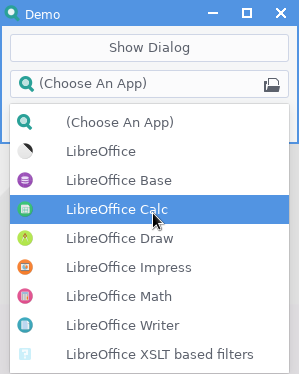 Demo
Show Dialog
(Choose An App)
(Choose An App)
LibreOffice
LibreOffice Base
LibreOffice Calc
LibreOffice Draw
LibreOffice Impress
LibreOffice Math
LibreOffice Writer
LibreOffice XSLT based filters